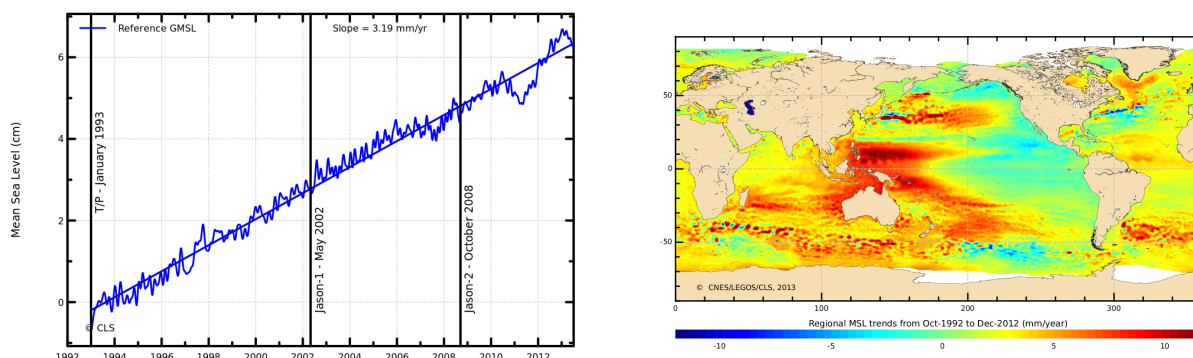 Reference GMSL
Slope = 3.19 mm/yr
Mean Sea Level (cm)
6
4
2
0
T/P - January 1993
Jason-1 - May 2002
Jason-2 - October 2008
© CLS
1992 1994 1996 1998 2000 2002 2004 2006 2008 2010 2012
50
0
-50
© CNES/LEGOS/CLS, 2013
100 200 300
Regional MSL trends from Oct-1992 to Dec-2012 (mm/year)
-10 -5 0 5 10